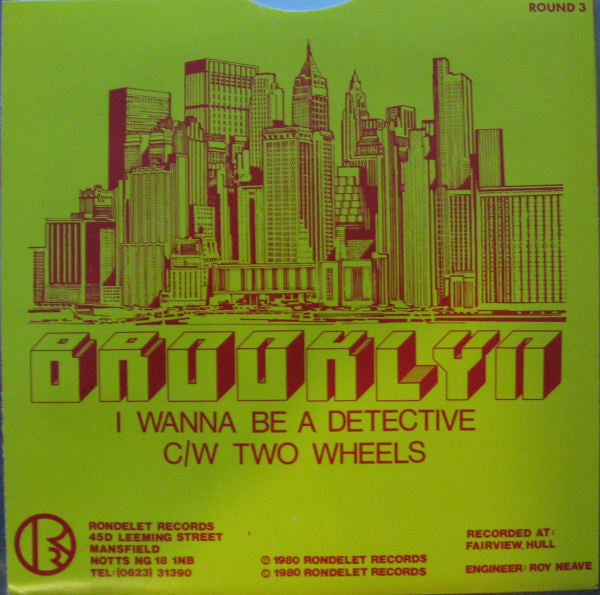 ROUND 3
BROOKLYN
I WANNA BE A DETECTIVE
C/W TWO WHEELS
R
RONDELET RECORDS
45D LEEMING STREET
MANSFIELD
NOTTS NG 18 1NB
TEL: (0623) 31390
℗ 1980 RONDELET RECORDS
© 1980 RONDELET RECORDS
RECORDED AT:
FAIRVIEW, HULL
ENGINEER: ROY NEAVE